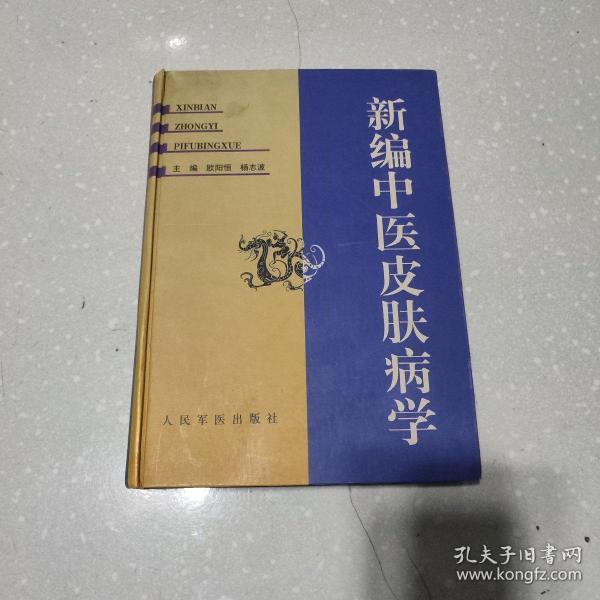 XINBIAN
ZHONGYI
PIFUBINGXUE
主编 欧阳恒 杨志波
新编中医皮肤病学
人民军医出版社
孔夫子旧书网
www.kongfz.com